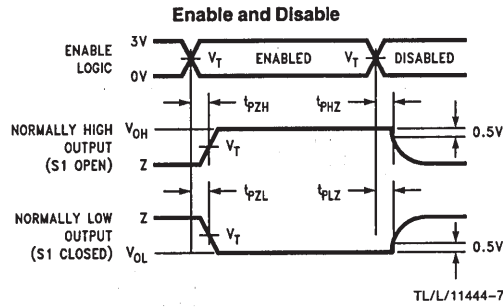 Enable and Disable
ENABLE LOGIC
3V
0V
V_T ENABLED V_T DISABLED
t_PZH t_PHZ
NORMALLY HIGH OUTPUT (S1 OPEN)
V_OH
Z
V_T
0.5V
t_PZL t_PLZ
NORMALLY LOW OUTPUT (S1 CLOSED)
Z
V_OL
V_T
0.5V
TL/L/11444-7